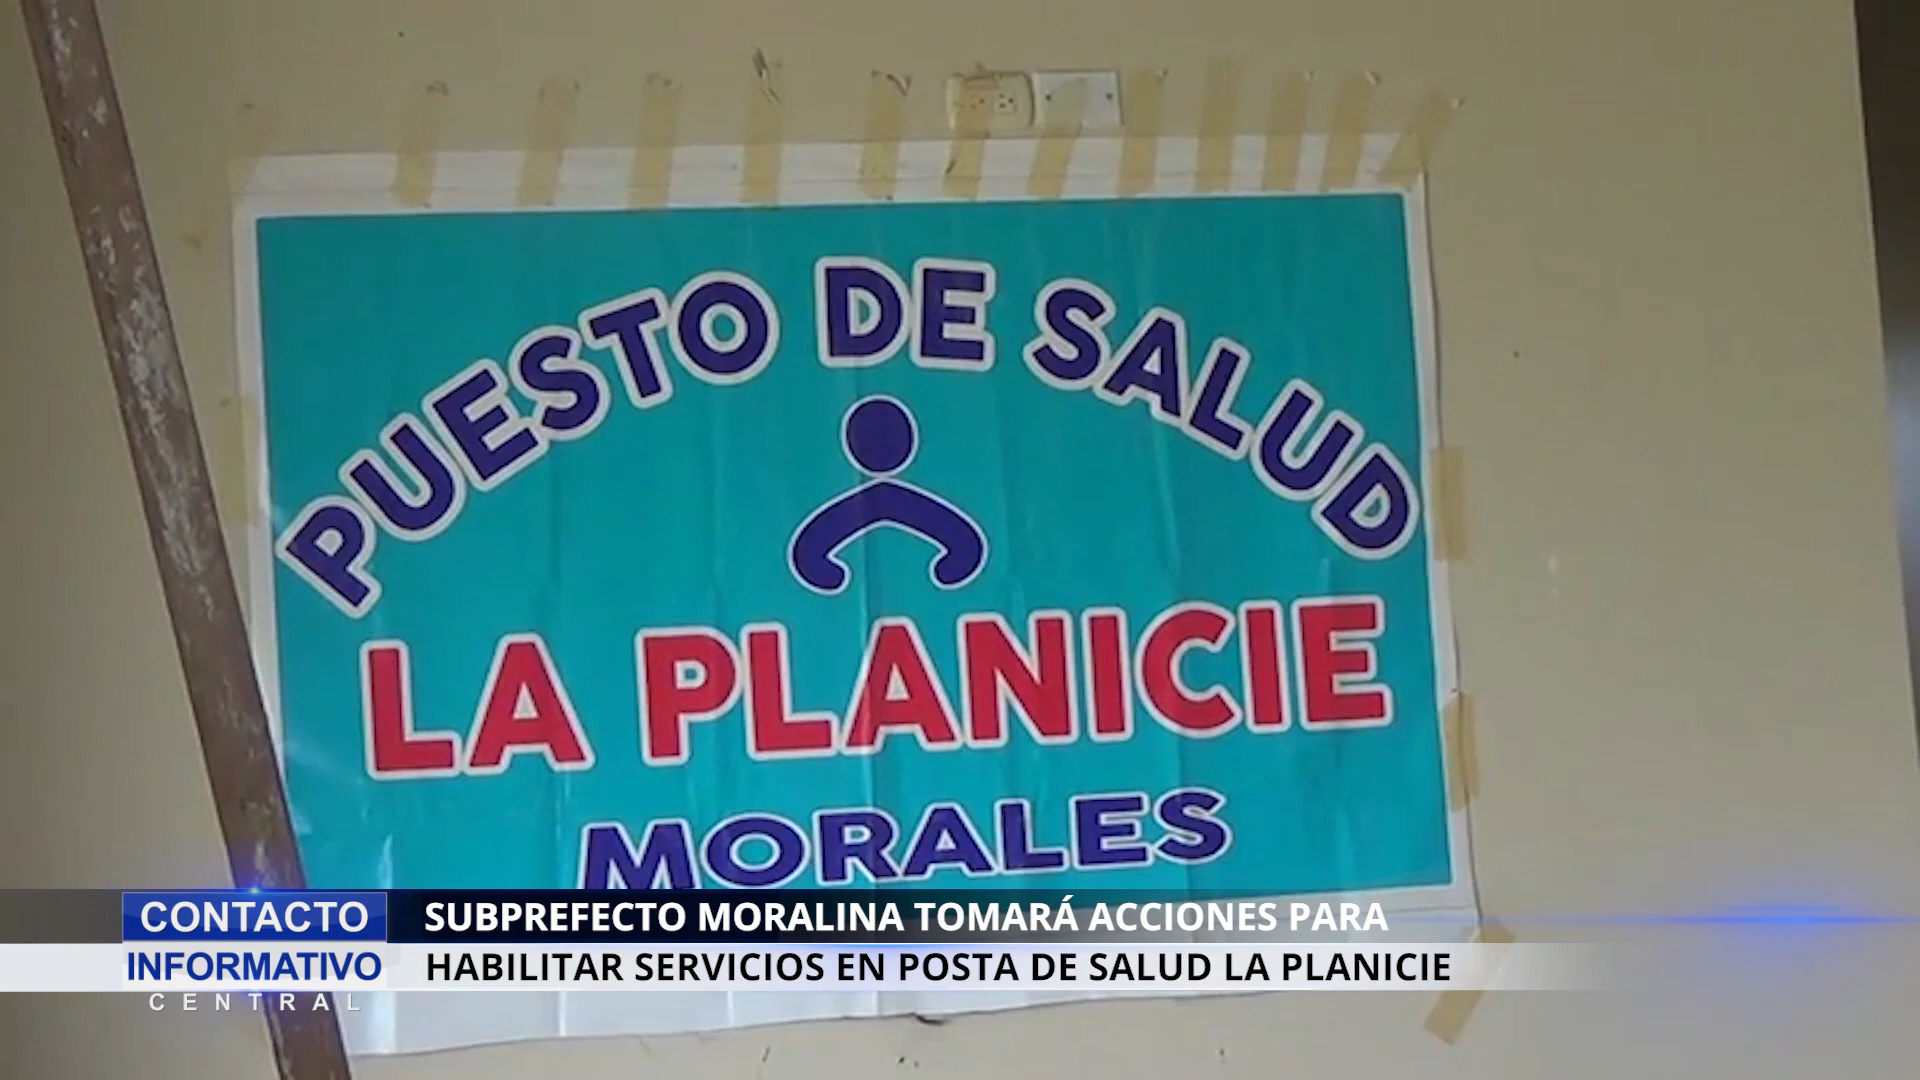 PUESTO DE SALUD
LA PLANICIE
MORALES
CONTACTO
INFORMATIVO
CENTRAL
SUBPREFECTO MORALINA TOMARÁ ACCIONES PARA
HABILITAR SERVICIOS EN POSTA DE SALUD LA PLANICIE